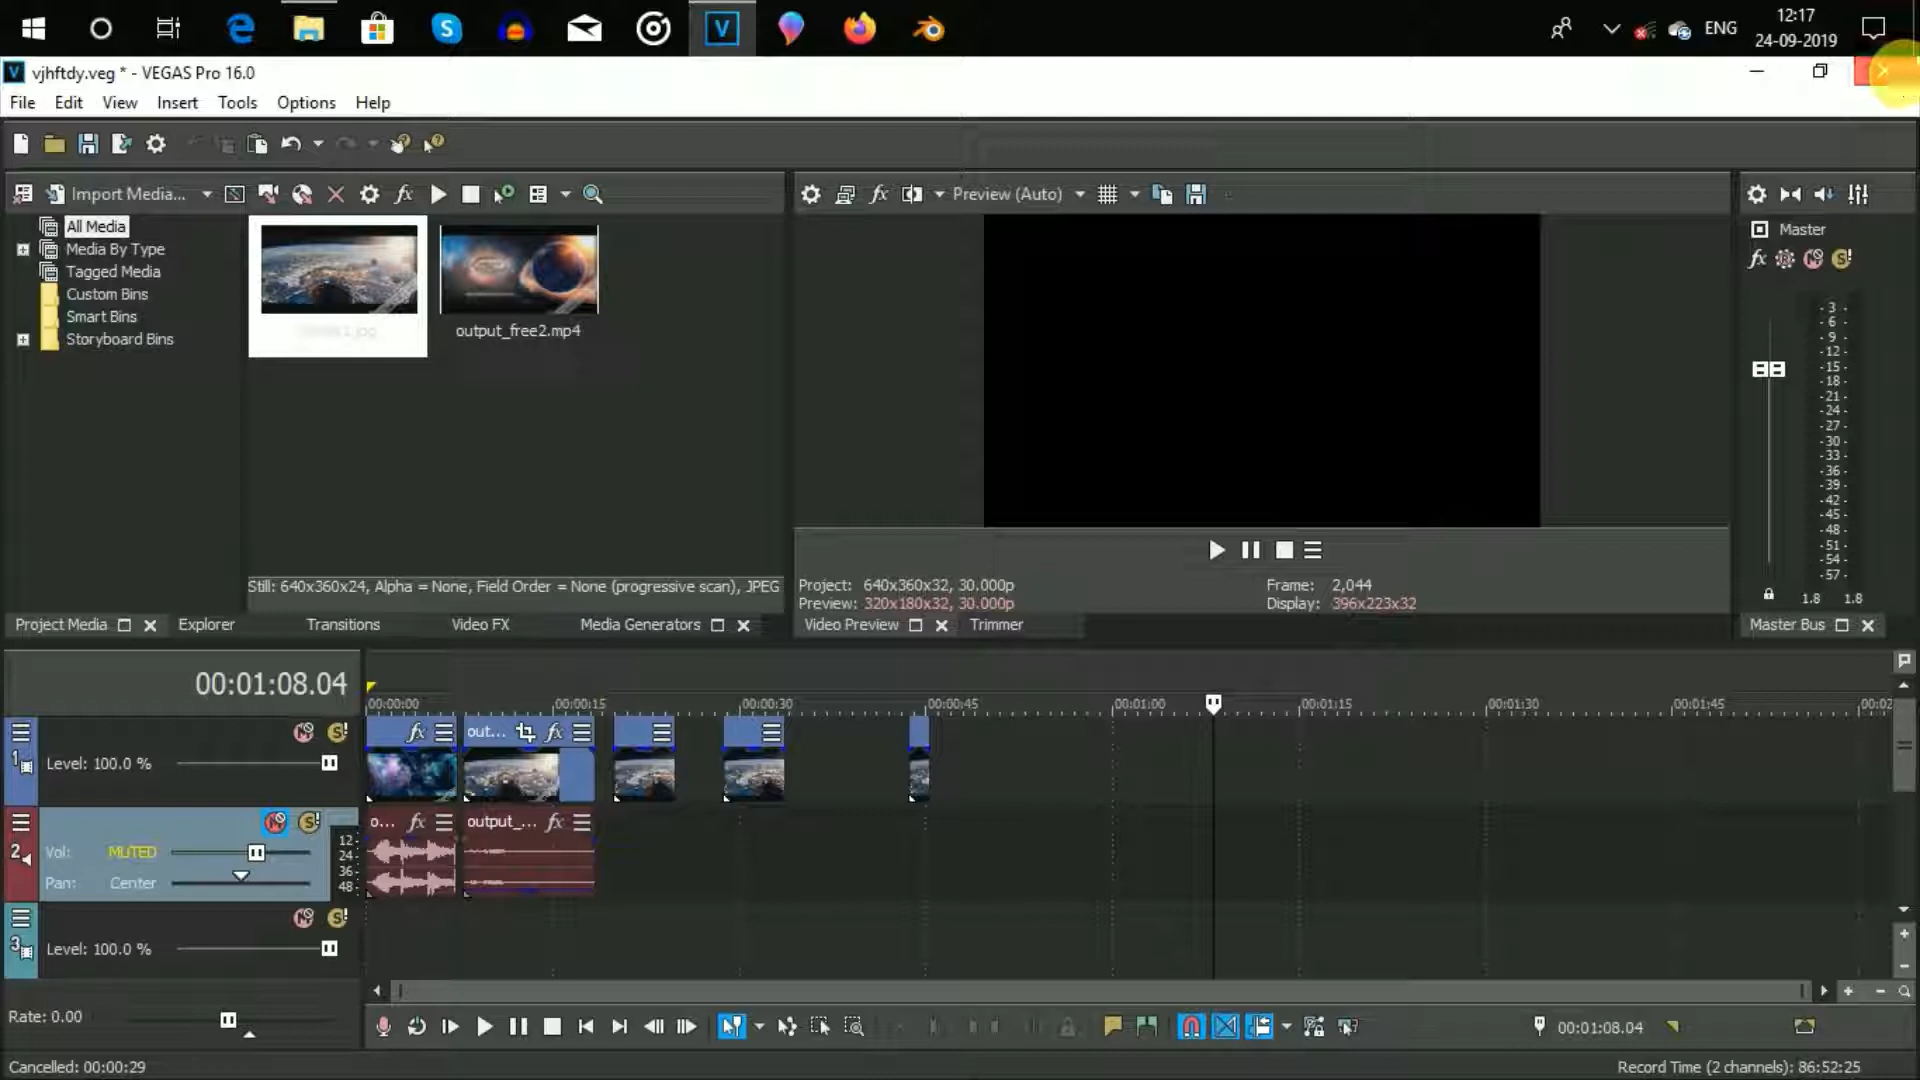 ENG
12:17
24-09-2019
vjhftdy.veg * - VEGAS Pro 16.0
File Edit View Insert Tools Options Help
Import Media...
Preview (Auto)
All Media
Media By Type
Tagged Media
Custom Bins
Smart Bins
Storyboard Bins
output_free2.mp4
Master
-3-
-6-
-9-
-12-
-15-
-18-
-21-
-24-
-27-
-30-
-33-
-36-
-39-
-42-
-45-
-48-
-51-
-54-
-57-
1.8 1.8
Still: 640x360x24, Alpha = None, Field Order = None (progressive scan), JPEG
Project: 640x360x32, 30.000p
Preview: 320x180x32, 30.000p
Frame: 2,044
Display: 396x223x32
Project Media Explorer Transitions Video FX Media Generators
Video Preview Trimmer
Master Bus
00:01:08.04
00:00:00 00:00:15 00:00:30 00:00:45 00:01:00 00:01:15 00:01:30 00:01:45 00:02
1
Level: 100.0 %
out...
2
Vol: MUTED
Pan: Center
12-
24-
36-
48-
o... output_...
3
Level: 100.0 %
Rate: 0.00
00:01:08.04
Cancelled: 00:00:29
Record Time (2 channels): 86:52:25